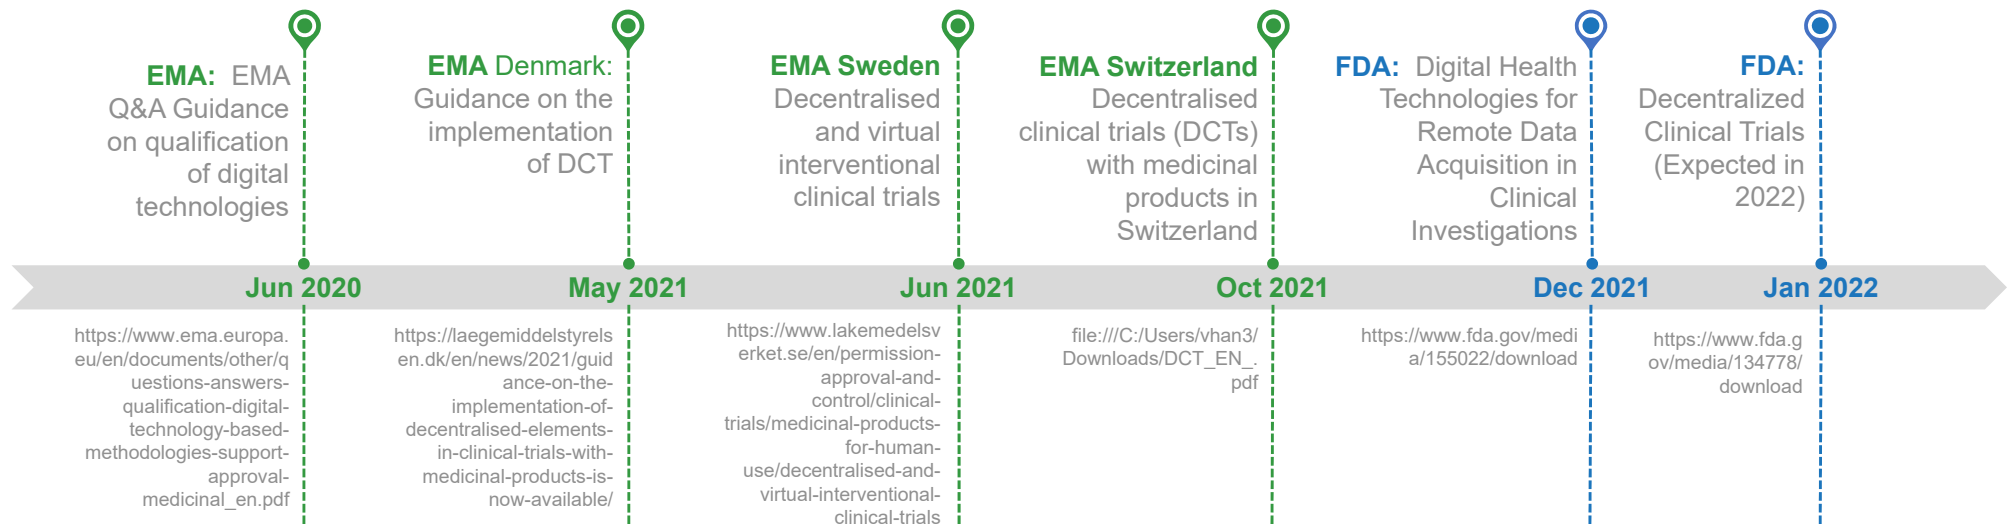 EMA: EMA
Q&A Guidance
on qualification
of digital
technologies
EMA Denmark:
Guidance on the
implementation
of DCT
EMA Sweden
Decentralised
and virtual
interventional
clinical trials
EMA Switzerland
Decentralised
clinical trials (DCTs)
with medicinal
products in
Switzerland
FDA: Digital Health
Technologies for
Remote Data
Acquisition in
Clinical
Investigations
FDA:
Decentralized
Clinical Trials
(Expected in
2022)
Jun 2020
May 2021
Jun 2021
Oct 2021
Dec 2021
Jan 2022
https://www.ema.europa.
eu/en/documents/other/q
uestions-answers-
qualification-digital-
technology-based-
methodologies-support-
approval-
medicinal_en.pdf
https://laegemiddelstyrels
en.dk/en/news/2021/guid
ance-on-the-
implementation-of-
decentralised-elements-
in-clinical-trials-with-
medicinal-products-is-
now-available/
https://www.lakemedelsv
erket.se/en/permission-
approval-and-
control/clinical-
trials/medicinal-products-
for-human-
use/decentralised-and-
virtual-interventional-
clinical-trials
file:///C:/Users/vhan3/
Downloads/DCT_EN_.
pdf
https://www.fda.gov/medi
a/155022/download
https://www.fda.g
ov/media/134778/
download